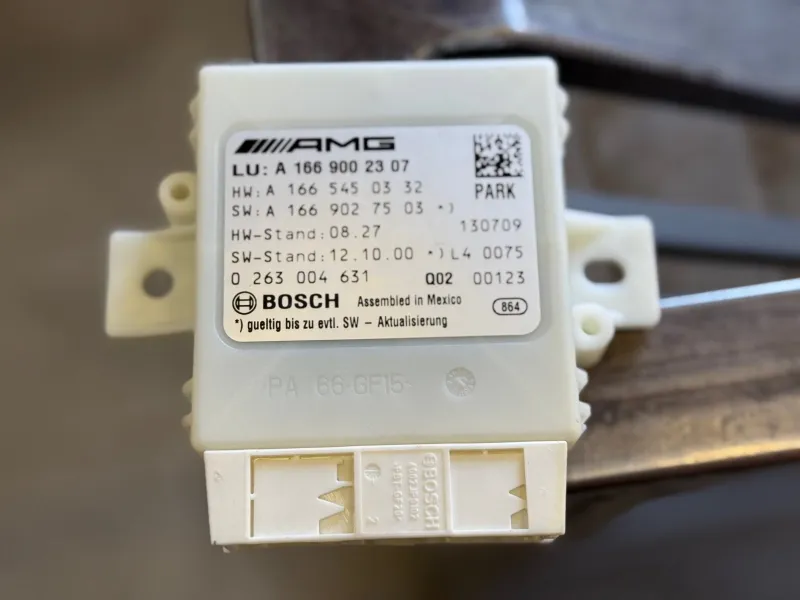 AMG
LU: A 166 900 23 07
HW: A 166 545 03 32
PARK
SW: A 166 902 75 03 *)
HW-Stand: 08.27
130709
SW-Stand: 12.10.00 *) L4 0075
0 263 004 631 Q02 00123
BOSCH Assembled in Mexico
864
*) gueltig bis zu evtl. SW - Aktualisierung
PA 66 GF15
BOSCH
2